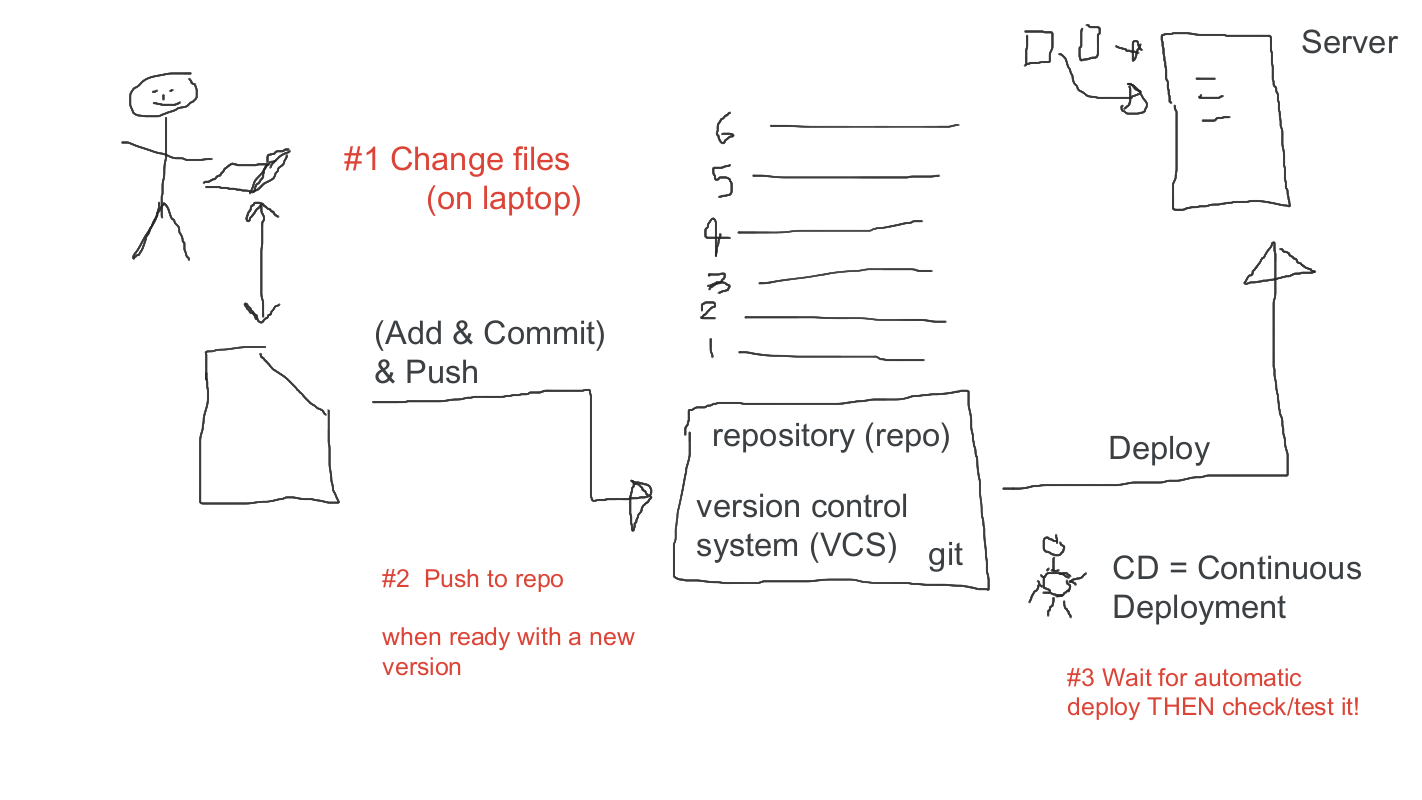 Server
#1 Change files
(on laptop)
6
5
4
3
2
1
(Add & Commit)
& Push
repository (repo)
version control
system (VCS)
git
Deploy
#2 Push to repo
when ready with a new
version
CD = Continuous
Deployment
#3 Wait for automatic
deploy THEN check/test it!